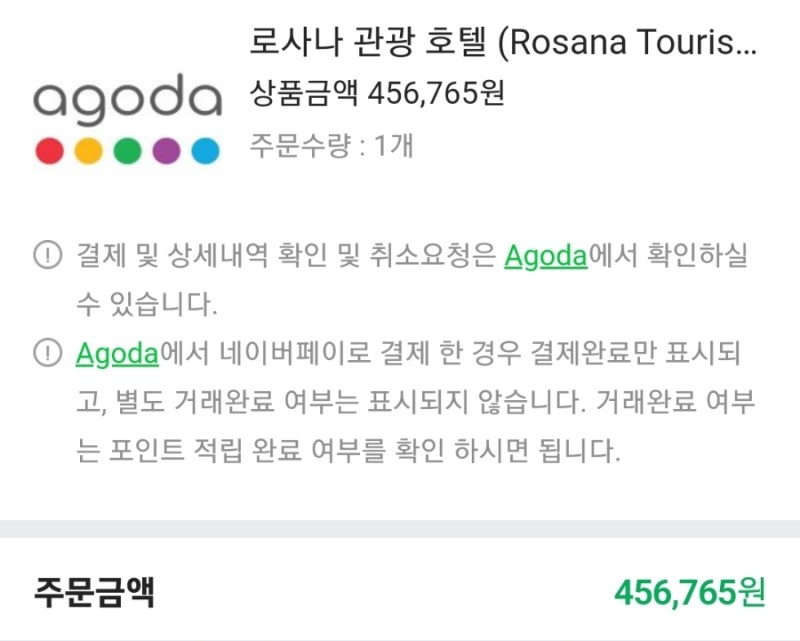 로사나 관광 호텔 (Rosana Touris...
agoda
상품금액 456,765원
주문수량 : 1개
결제 및 상세내역 확인 및 취소요청은 Agoda에서 확인하실
수 있습니다.
Agoda에서 네이버페이로 결제 한 경우 결제완료만 표시되
고, 별도 거래완료 여부는 표시되지 않습니다. 거래완료 여부
는 포인트 적립 완료 여부를 확인 하시면 됩니다.
주문금액 456,765원